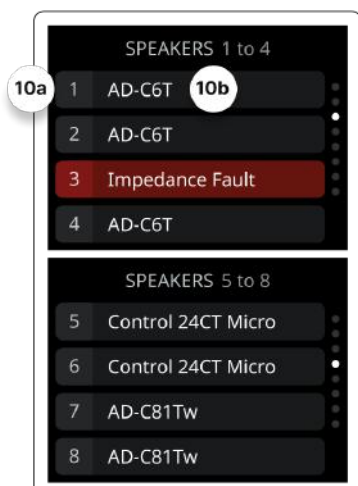 SPEAKERS 1 to 4
10a 1 AD-C6T 10b
2 AD-C6T
3 Impedance Fault
4 AD-C6T
SPEAKERS 5 to 8
5 Control 24CT Micro
6 Control 24CT Micro
7 AD-C81Tw
8 AD-C81Tw